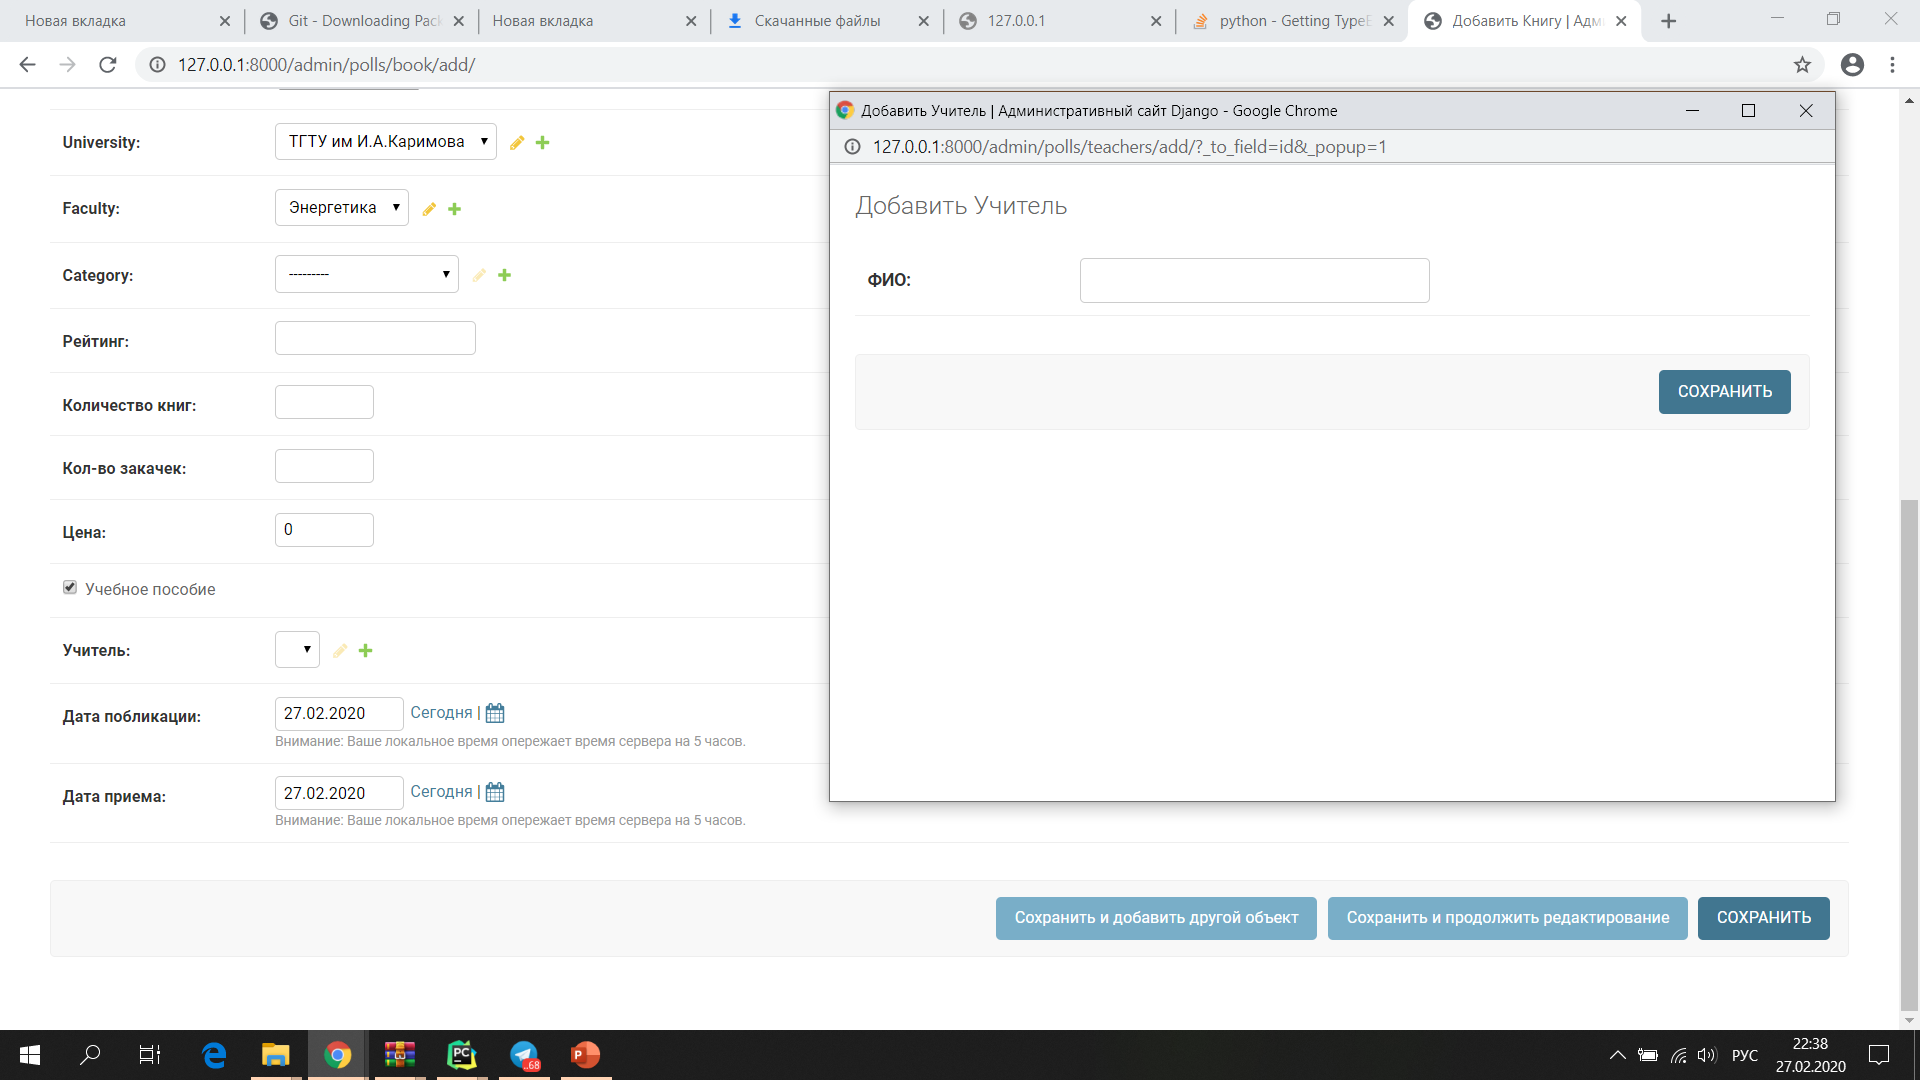 Новая вкладка
Git - Downloading Pack
Новая вкладка
Скачанные файлы
127.0.0.1
python - Getting TypeE
Добавить Книгу | Адми
127.0.0.1:8000/admin/polls/book/add/
Добавить Учитель | Административный сайт Django - Google Chrome
127.0.0.1:8000/admin/polls/teachers/add/?_to_field=id&_popup=1
Добавить Учитель
ФИО:
СОХРАНИТЬ
University: ТГТУ им И.А.Каримова
Faculty: Энергетика
Category: ---------
Рейтинг:
Количество книг:
Кол-во закачек:
Цена: 0
Учебное пособие
Учитель:
Дата побликации: 27.02.2020 Сегодня |
Внимание: Ваше локальное время опережает время сервера на 5 часов.
Дата приема: 27.02.2020 Сегодня |
Внимание: Ваше локальное время опережает время сервера на 5 часов.
Сохранить и добавить другой объект
Сохранить и продолжить редактирование
СОХРАНИТЬ
PC
..68
P
РУС
22:38
27.02.2020